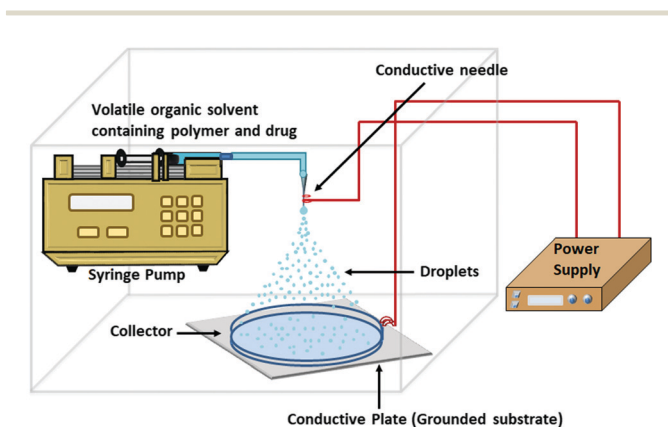 Conductive needle
Volatile organic solvent
containing polymer and drug
Syringe Pump
Droplets
Power
Supply
Collector
Conductive Plate (Grounded substrate)